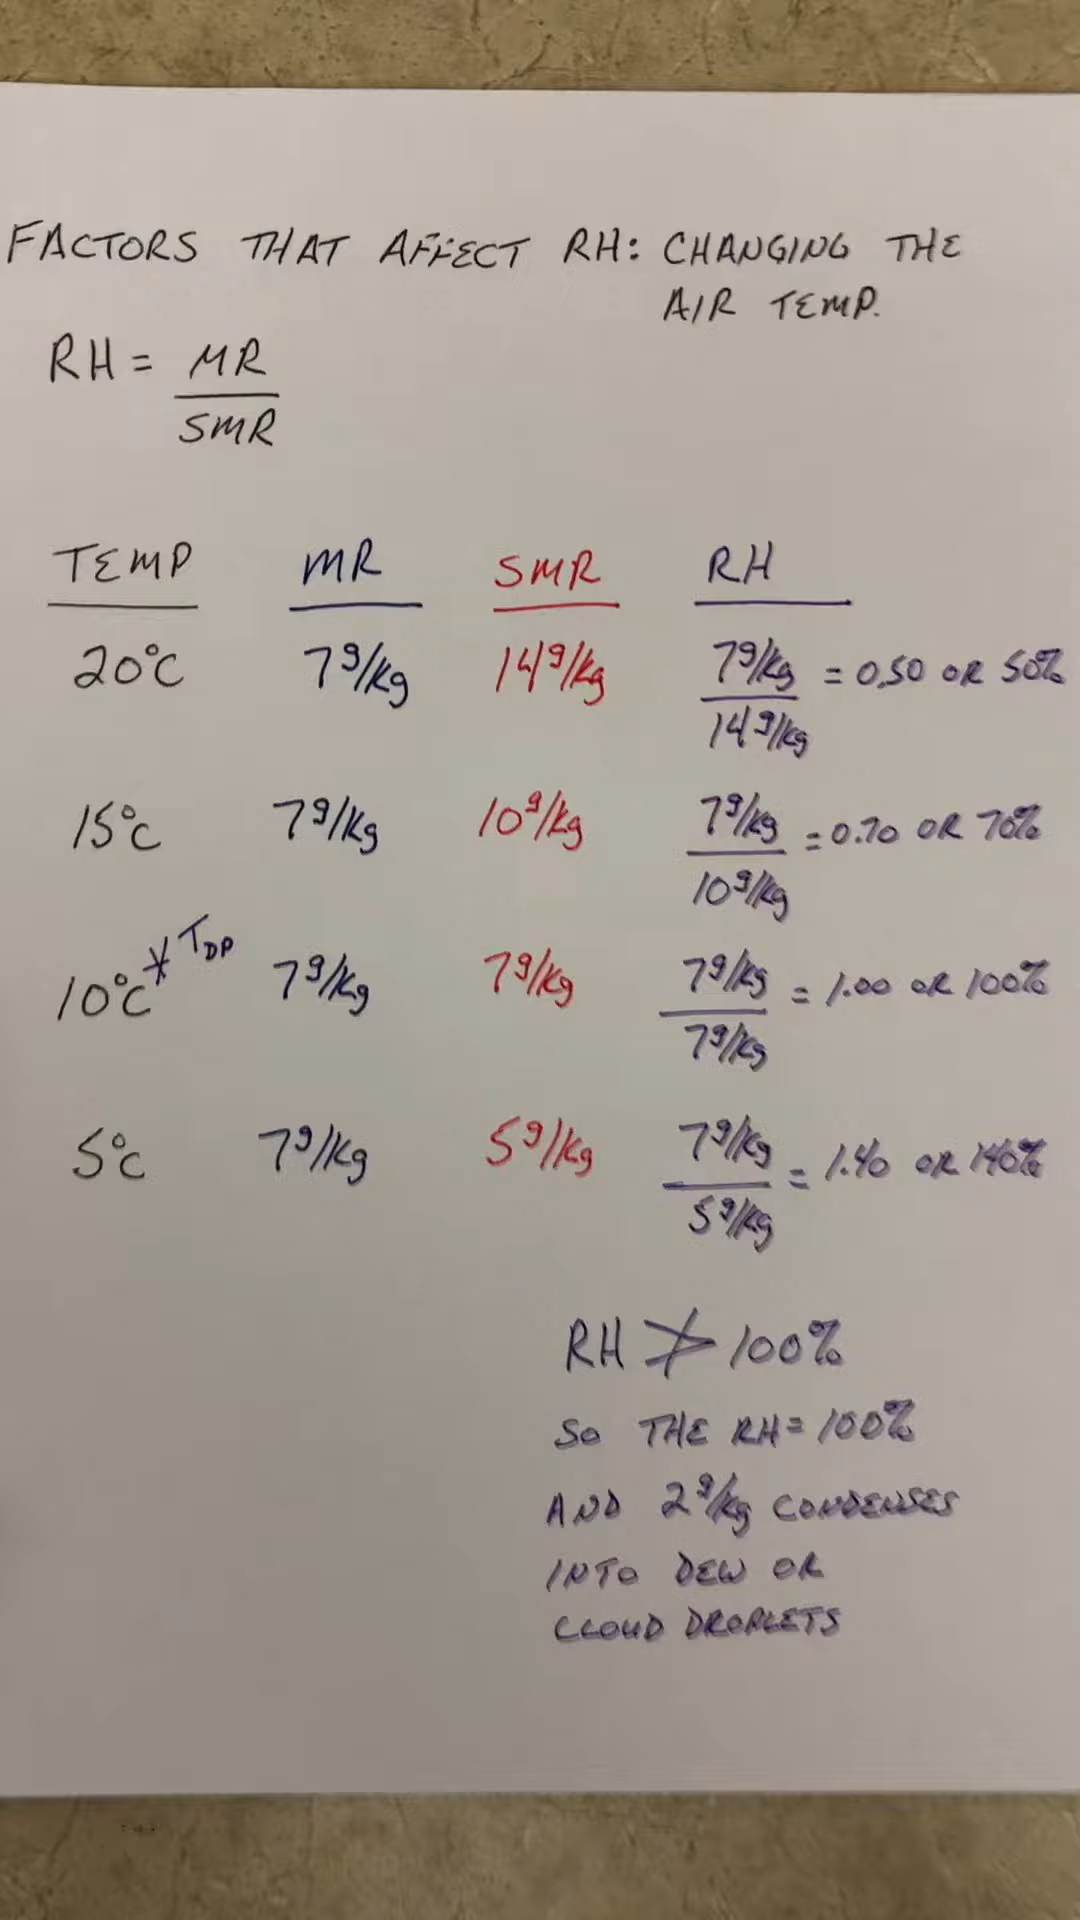 FACTORS THAT AFFECT RH: CHANGING THE
AIR TEMP.
RH = MR
SMR
TEMP MR SMR RH
20°C 7g/kg 14g/kg 7g/kg = 0.50 OR 50%
14g/kg
15°C 7g/kg 10g/kg 7g/kg = 0.70 OR 70%
10g/kg
10°C * TDP 7g/kg 7g/kg 7g/kg = 1.00 OR 100%
7g/kg
5°C 7g/kg 5g/kg 7g/kg = 1.40 OR 140%
5g/kg
RH ≯ 100%
SO THE RH = 100%
AND 2g/kg CONDENSES
INTO DEW OR
CLOUD DROPLETS